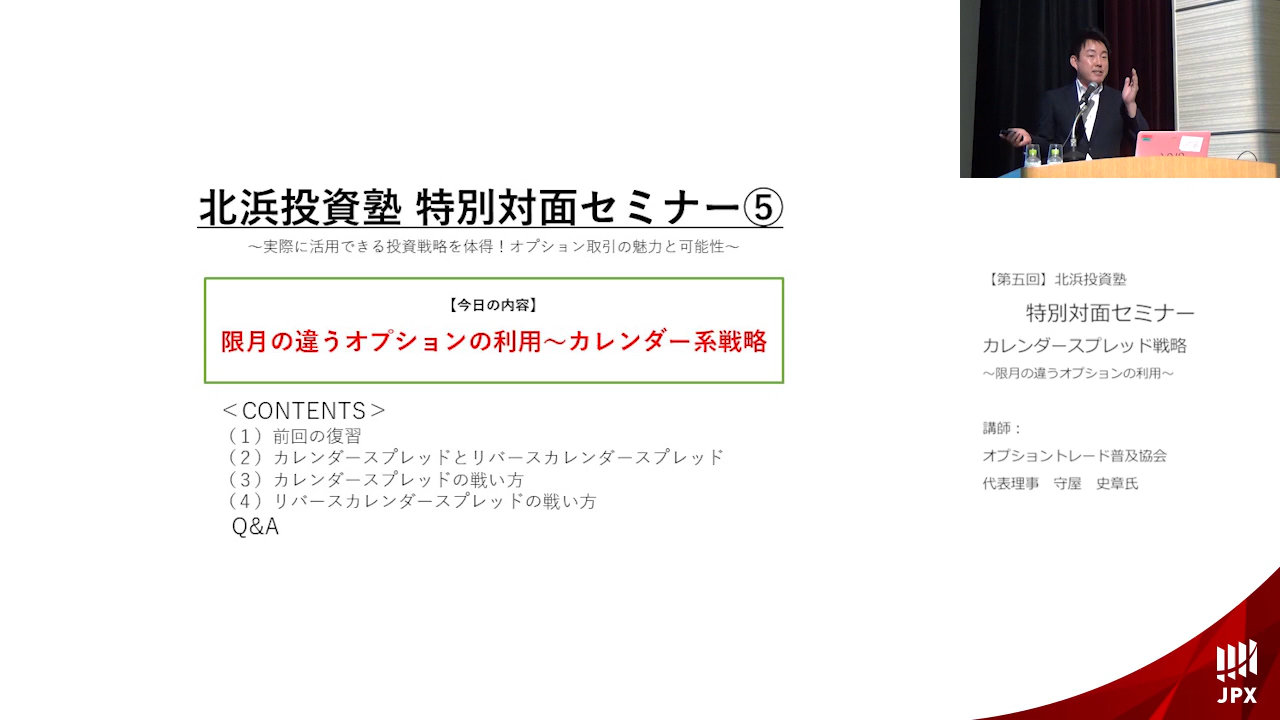 北浜投資塾 特別対面セミナー⑤
～実際に活用できる投資戦略を体得！オプション取引の魅力と可能性～
【今日の内容】
限月の違うオプションの利用～カレンダー系戦略
＜CONTENTS＞
（１）前回の復習
（２）カレンダースプレッドとリバースカレンダースプレッド
（３）カレンダースプレッドの戦い方
（４）リバースカレンダースプレッドの戦い方
Q&A
【第五回】北浜投資塾
特別対面セミナー
カレンダースプレッド戦略
～限月の違うオプションの利用～
講師：
オプショントレード普及協会
代表理事　守屋　史章氏
JPX